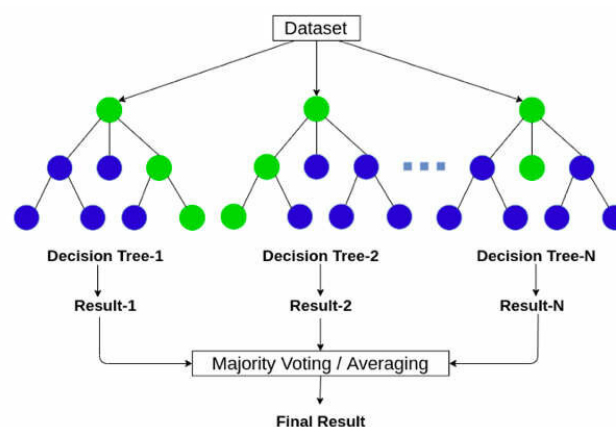 Dataset
Decision Tree-1 Decision Tree-2 Decision Tree-N
Result-1 Result-2 Result-N
Majority Voting / Averaging
Final Result